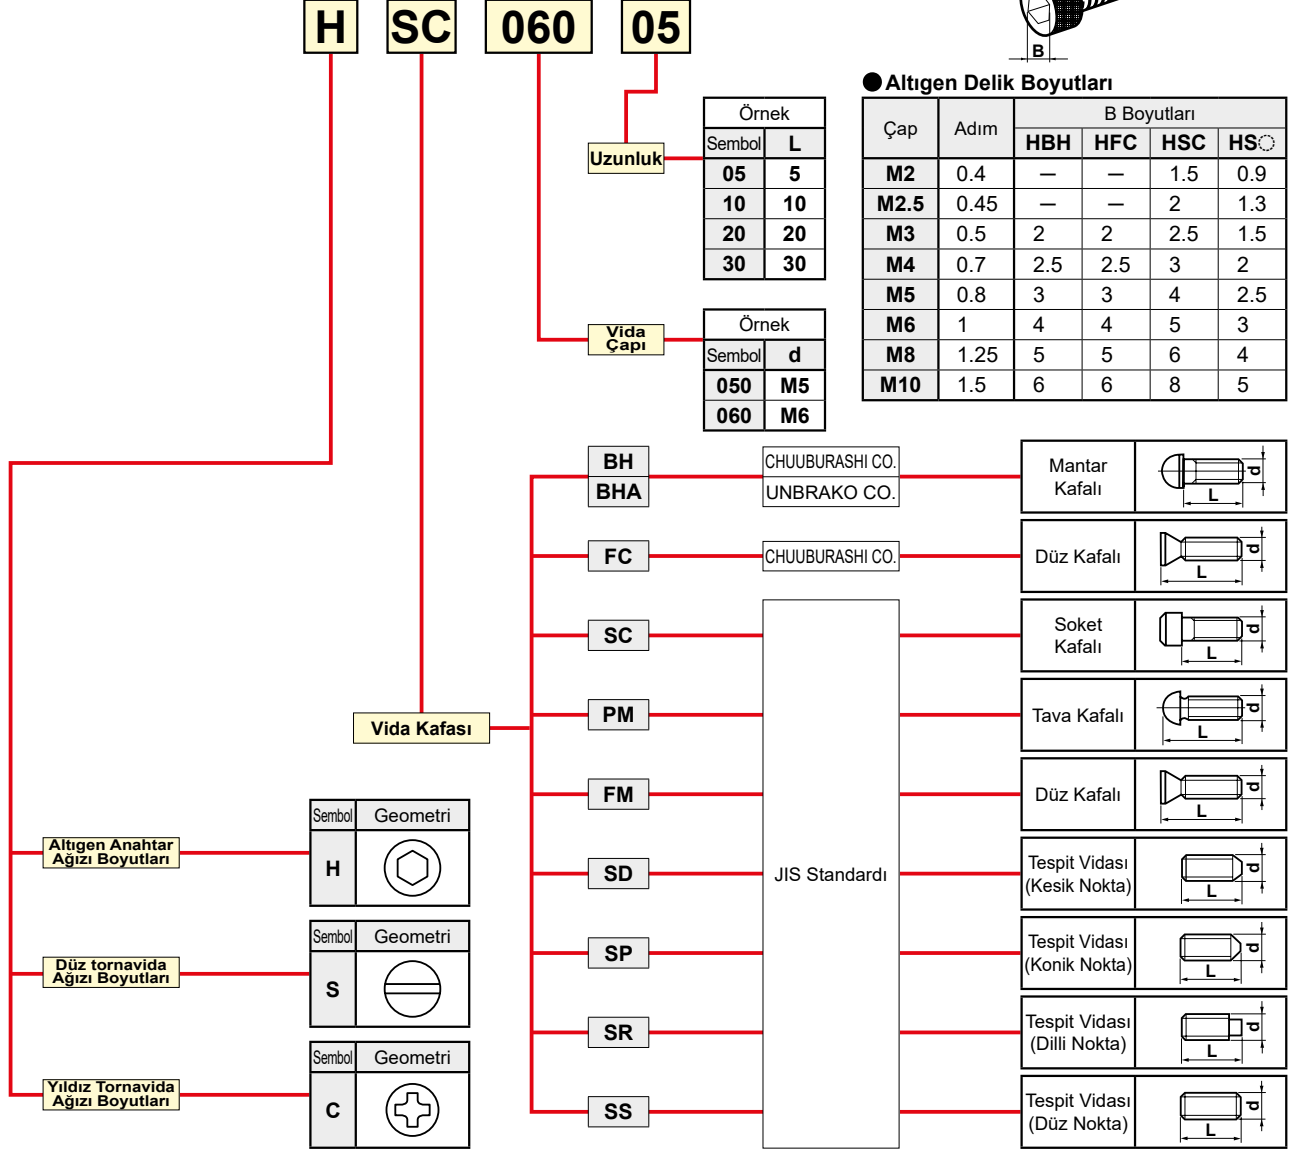 H SC 060 05
B
●Altıgen Delik Boyutları
Çap Adım B Boyutları
HBH HFC HSC HS◌
M2 0.4 — — 1.5 0.9
M2.5 0.45 — — 2 1.3
M3 0.5 2 2 2.5 1.5
M4 0.7 2.5 2.5 3 2
M5 0.8 3 3 4 2.5
M6 1 4 4 5 3
M8 1.25 5 5 6 4
M10 1.5 6 6 8 5
Uzunluk
Örnek
Sembol L
05 5
10 10
20 20
30 30
Vida
Çapı
Örnek
Sembol d
050 M5
060 M6
Vida Kafası
BH CHUUBURASHI CO.
BHA UNBRAKO CO.
Mantar
Kafalı
L d
FC CHUUBURASHI CO. Düz Kafalı
L d
SC
Soket
Kafalı
L d
PM Tava Kafalı
L d
FM Düz Kafalı
L d
SD JIS Standardı
Tespit Vidası
(Kesik Nokta)
L d
SP
Tespit Vidası
(Konik Nokta)
L d
SR
Tespit Vidası
(Dilli Nokta)
L d
SS
Tespit Vidası
(Düz Nokta)
L d
Altıgen Anahtar
Ağızı Boyutları
Sembol Geometri
H
Düz tornavida
Ağızı Boyutları
Sembol Geometri
S
Yıldız Tornavida
Ağızı Boyutları
Sembol Geometri
C